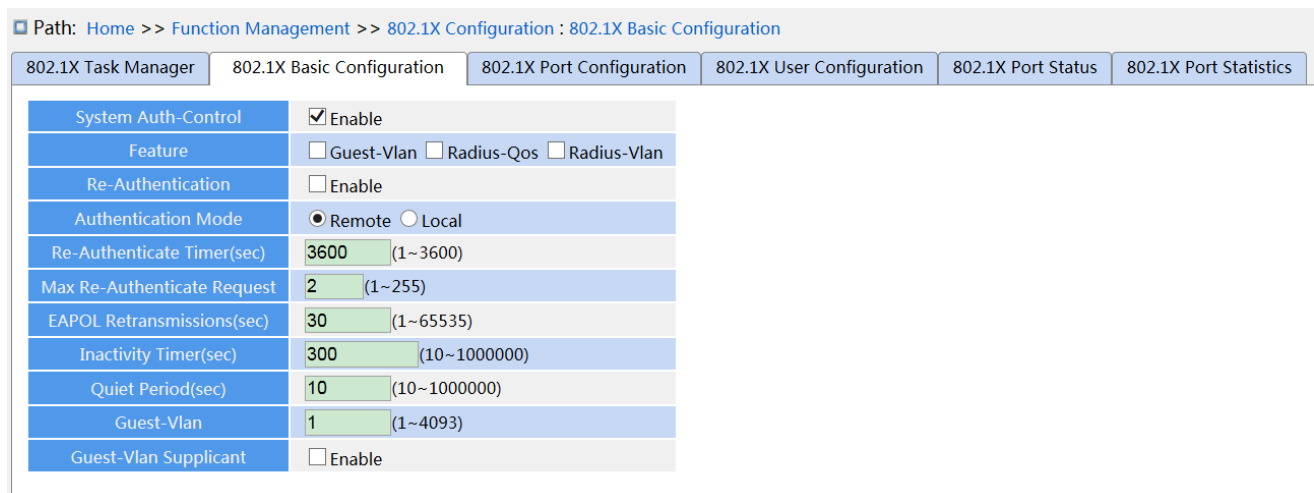 Path: Home >> Function Management >> 802.1X Configuration : 802.1X Basic Configuration
802.1X Task Manager 802.1X Basic Configuration 802.1X Port Configuration 802.1X User Configuration 802.1X Port Status 802.1X Port Statistics
System Auth-Control Enable
Feature Guest-Vlan Radius-Qos Radius-Vlan
Re-Authentication Enable
Authentication Mode Remote Local
Re-Authenticate Timer(sec) 3600 (1~3600)
Max Re-Authenticate Request 2 (1~255)
EAPOL Retransmissions(sec) 30 (1~65535)
Inactivity Timer(sec) 300 (10~1000000)
Quiet Period(sec) 10 (10~1000000)
Guest-Vlan 1 (1~4093)
Guest-Vlan Supplicant Enable